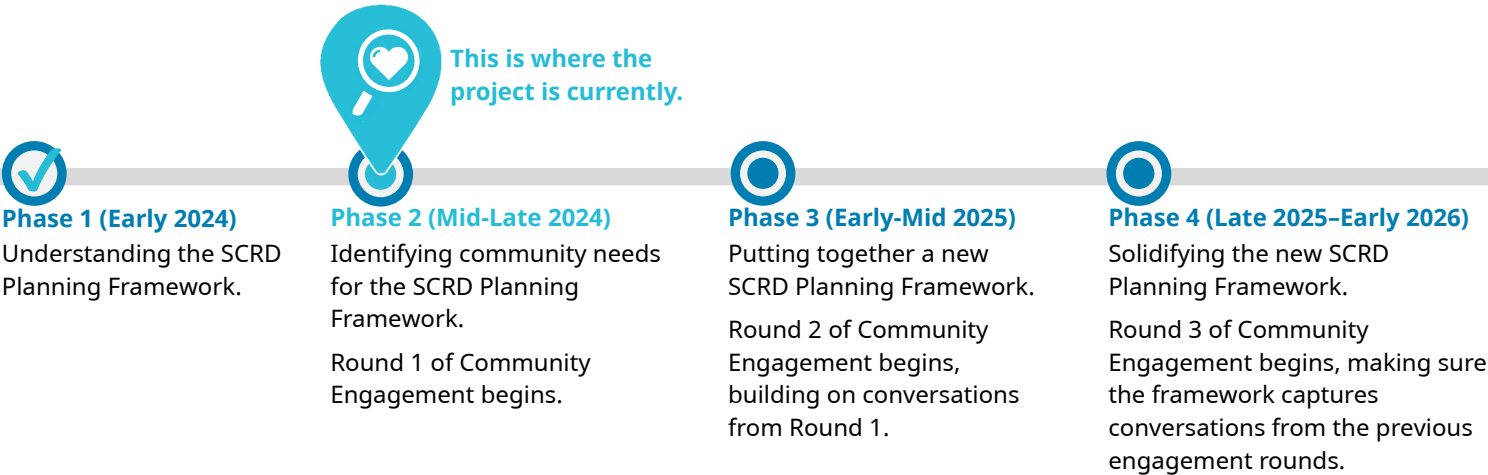 This is where the
project is currently.
Phase 1 (Early 2024)
Understanding the SCRD
Planning Framework.
Phase 2 (Mid-Late 2024)
Identifying community needs
for the SCRD Planning
Framework.
Round 1 of Community
Engagement begins.
Phase 3 (Early-Mid 2025)
Putting together a new
SCRD Planning Framework.
Round 2 of Community
Engagement begins,
building on conversations
from Round 1.
Phase 4 (Late 2025–Early 2026)
Solidifying the new SCRD
Planning Framework.
Round 3 of Community
Engagement begins, making sure
the framework captures
conversations from the previous
engagement rounds.